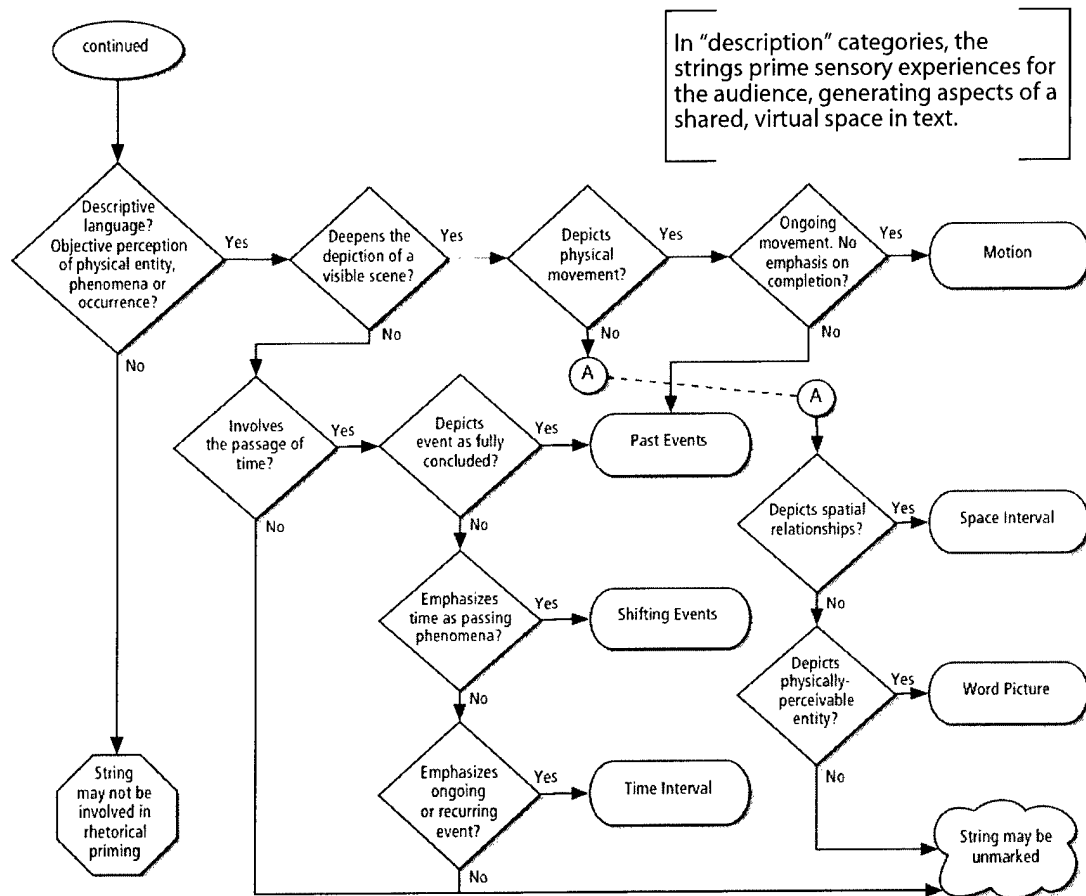 continued
In "description" categories, the
strings prime sensory experiences for
the audience, generating aspects of a
shared, virtual space in text.
Descriptive
language?
Objective perception
of physical entity,
phenomena or
occurrence?
Yes
No
Deepens the
depiction of a
visible scene?
Yes
No
Depicts
physical
movement?
Yes
No
Ongoing
movement. No
emphasis on
completion?
Yes
No
Motion
A
A
Involves
the passage of
time?
Yes
No
Depicts
event as fully
concluded?
Yes
No
Past Events
Depicts spatial
relationships?
Yes
No
Space Interval
Emphasizes
time as passing
phenomena?
Yes
No
Shifting Events
Depicts
physically-
perceivable
entity?
Yes
No
Word Picture
String
may not be
involved in
rhetorical
priming
Emphasizes
ongoing
or recurring
event?
Yes
No
Time Interval
String may be
unmarked